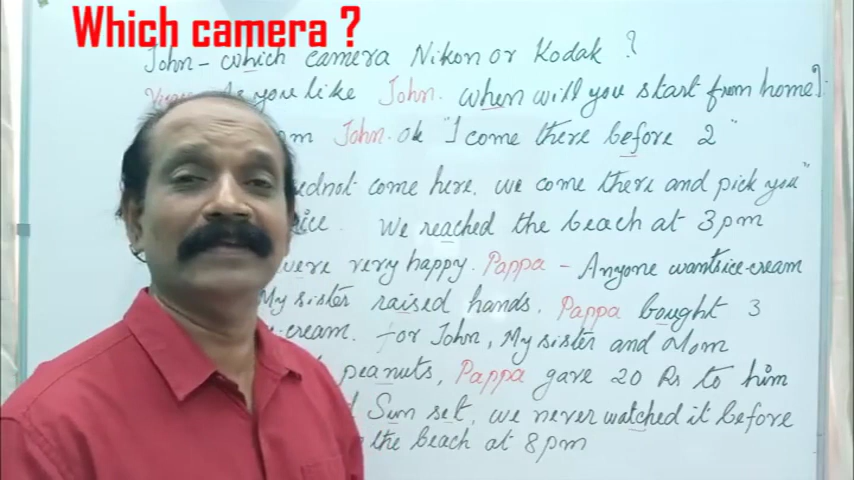 Which camera ?
John - which camera Nikon or Kodak ?
As you like John. when will you start from home?
John. ok "I come there before 2"
come here. we come there and pick you"
We reached the beach at 3pm
were very happy. Pappa - Anyone wants ice-cream
My sister raised hands. Pappa bought 3
cream. for John, My sister and Mom
peanuts, Pappa gave 20 Rs to him
Sun set, we never watched it before
the beach at 8pm